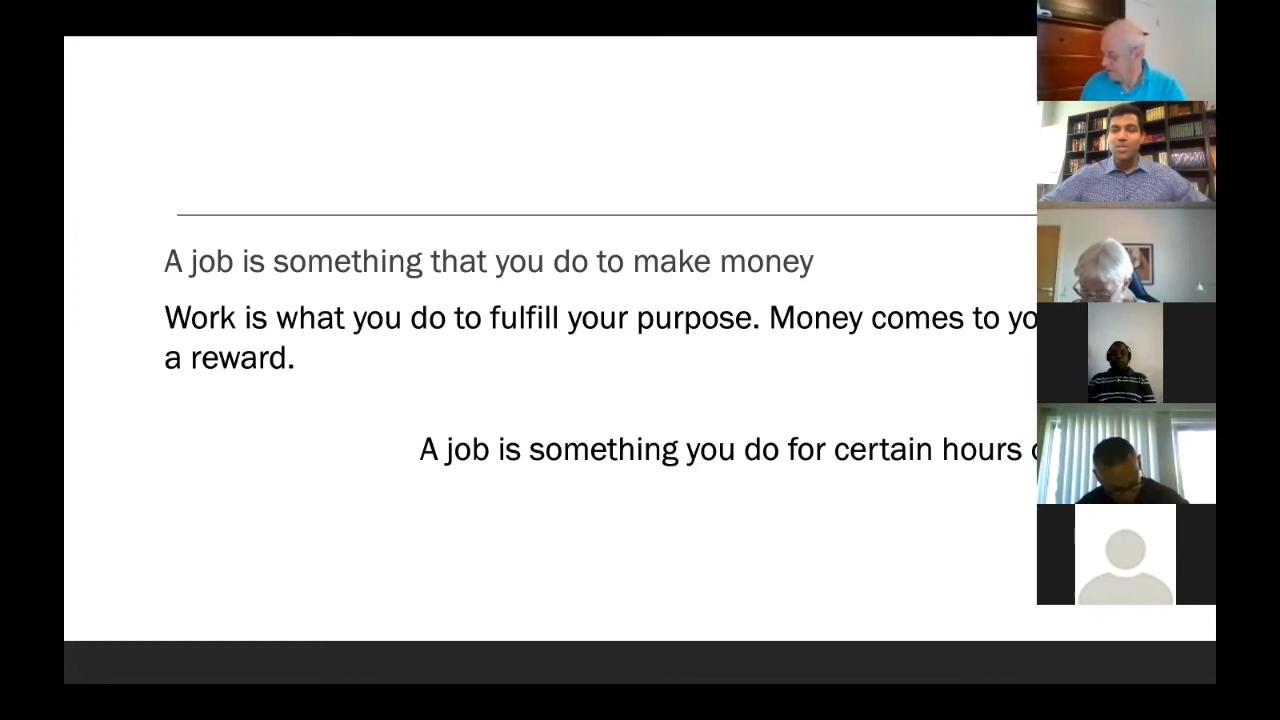 A job is something that you do to make money
Work is what you do to fulfill your purpose. Money comes to
a reward.
A job is something you do for certain hours